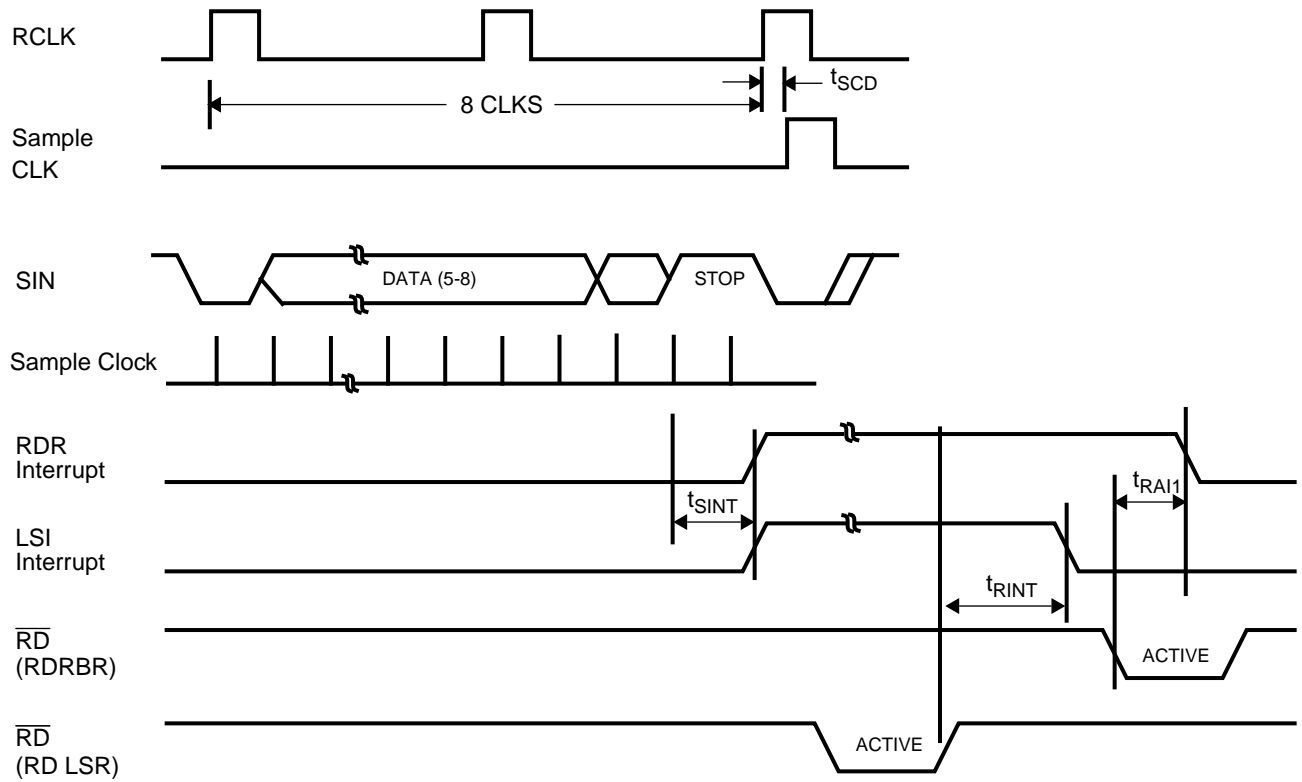 RCLK
tSCD
8 CLKS
Sample
CLK
SIN
DATA (5-8)
STOP
Sample Clock
RDR
Interrupt
tSINT
tRAI1
LSI
Interrupt
tRINT
RD
(RDRBR)
ACTIVE
RD
(RD LSR)
ACTIVE